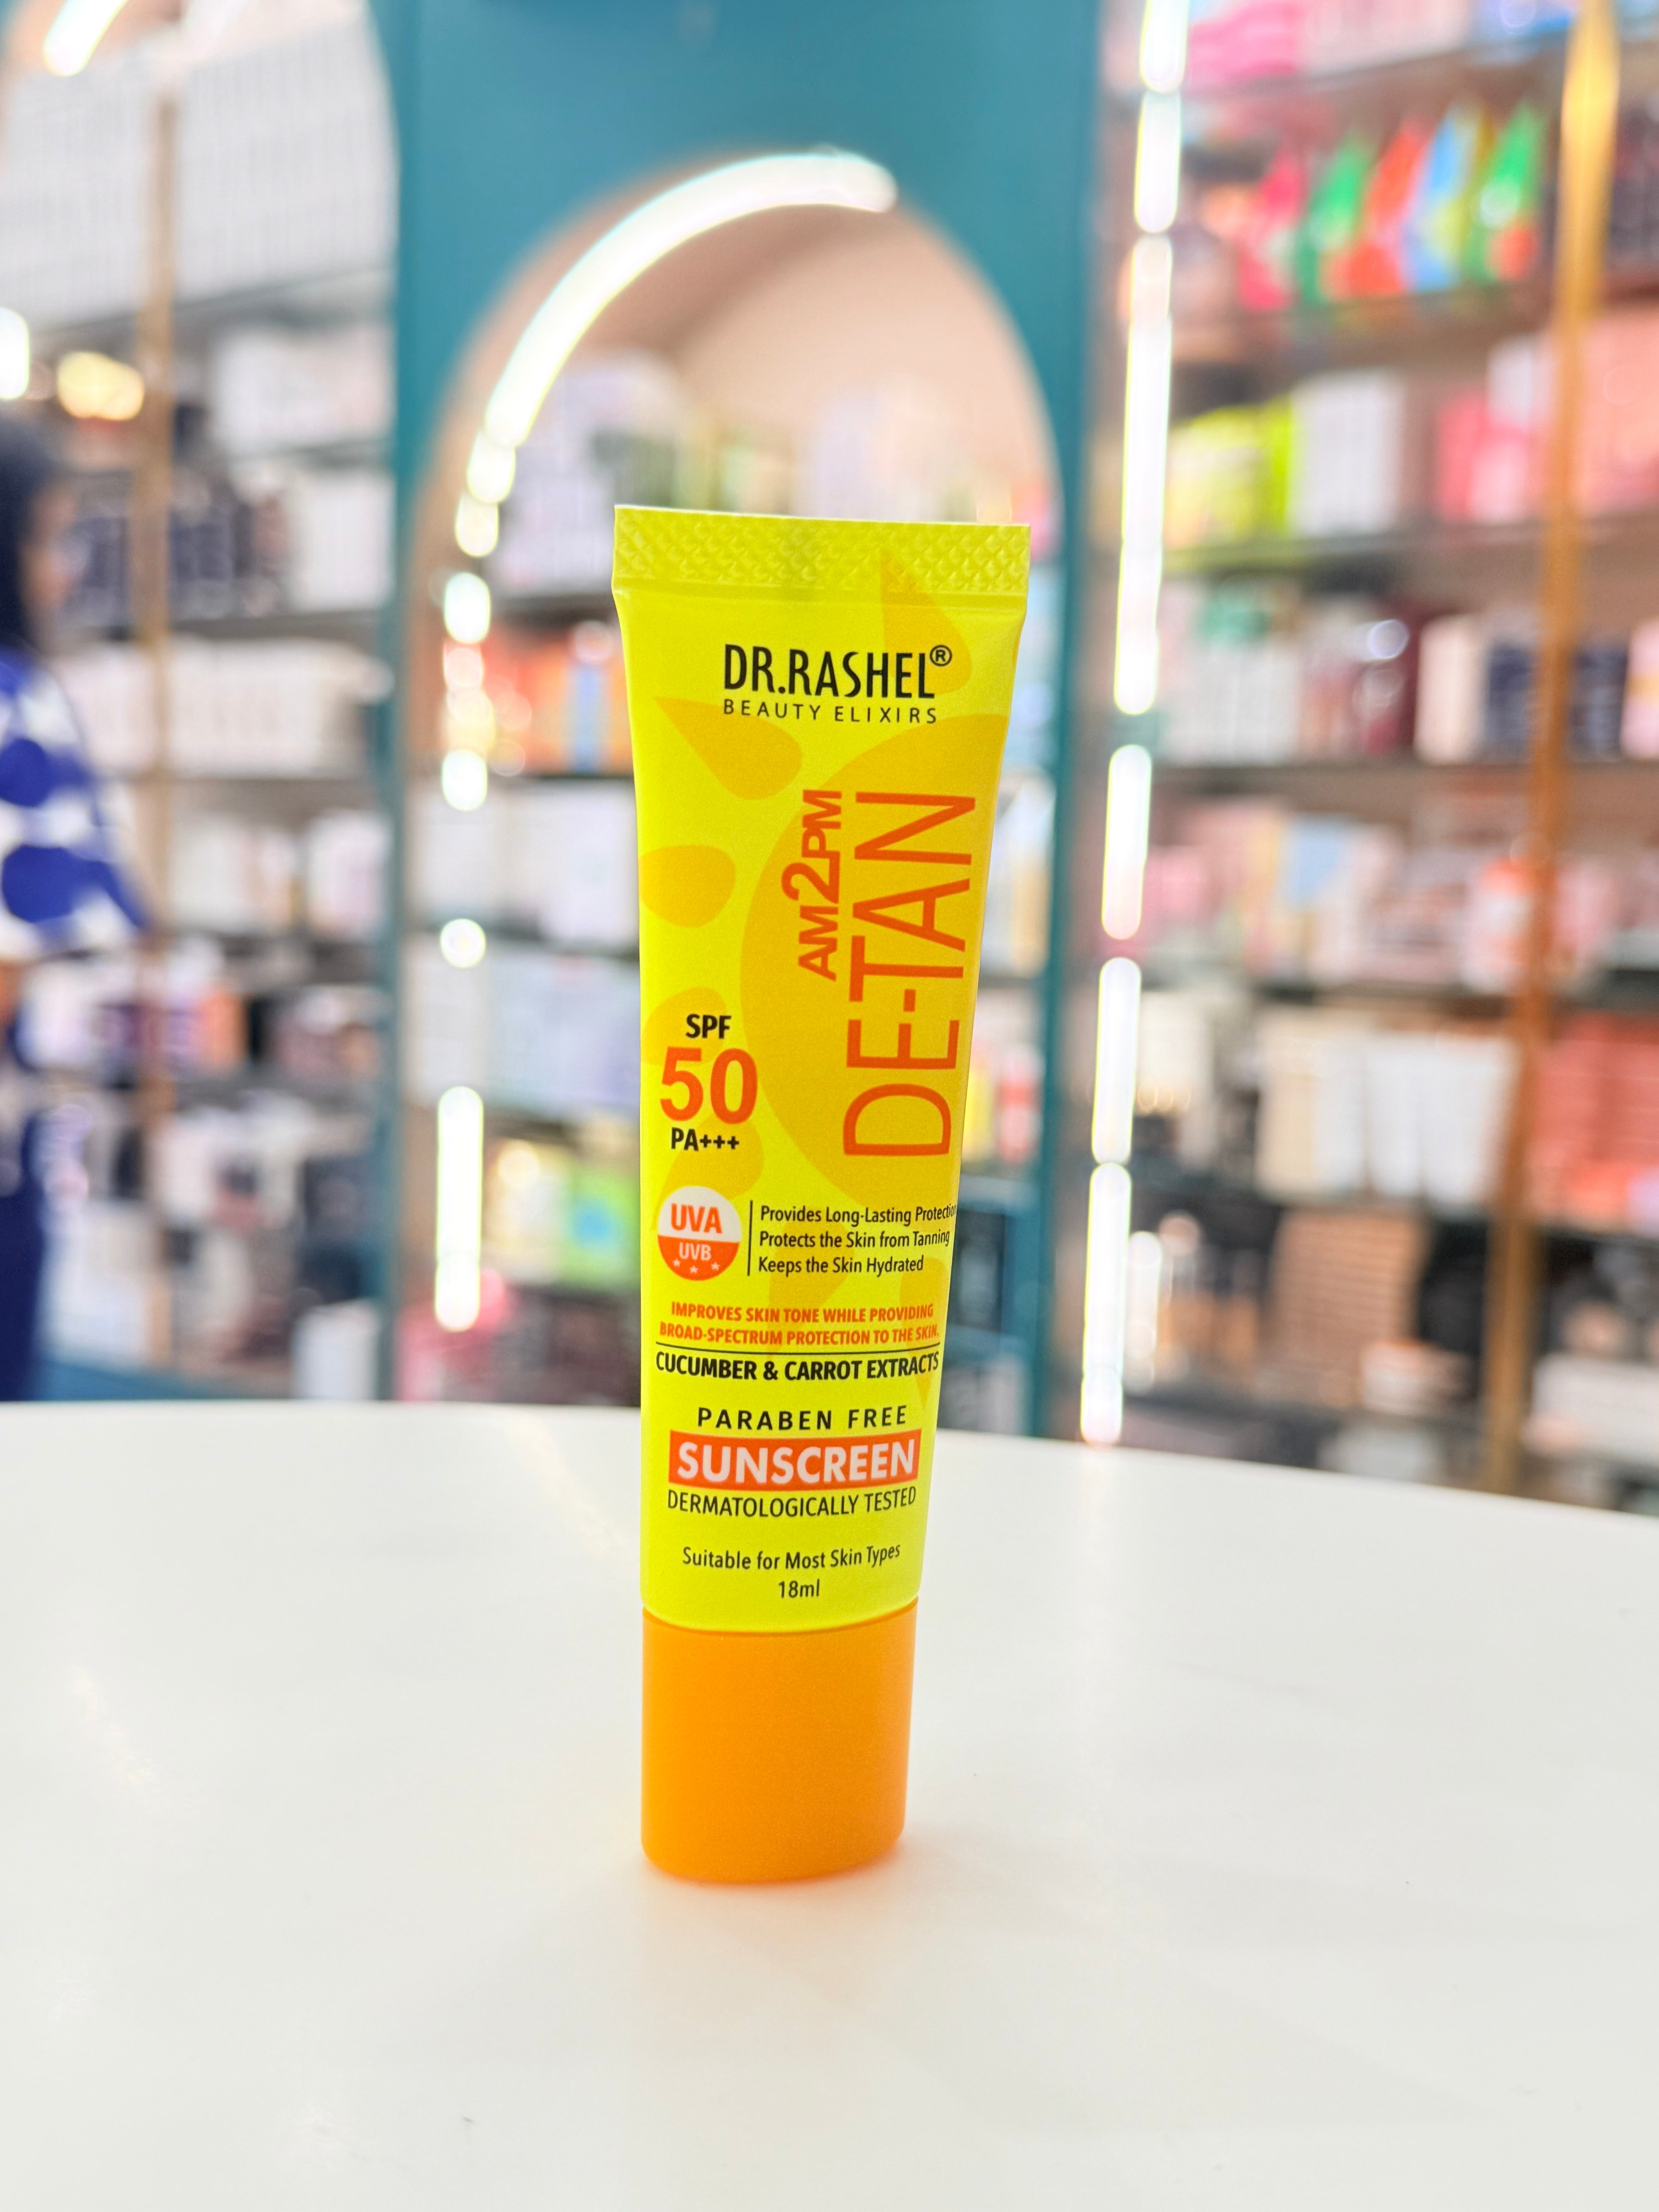 DR.RASHEL®
BEAUTY ELIXIRS
AM2PM
DE-TAN
SPF
50
PA+++
UVA
UVB
Provides Long-Lasting Protection
Protects the Skin from Tanning
Keeps the Skin Hydrated
IMPROVES SKIN TONE WHILE PROVIDING
BROAD-SPECTRUM PROTECTION TO THE SKIN.
CUCUMBER & CARROT EXTRACTS
PARABEN FREE
SUNSCREEN
DERMATOLOGICALLY TESTED
Suitable for Most Skin Types
18ml